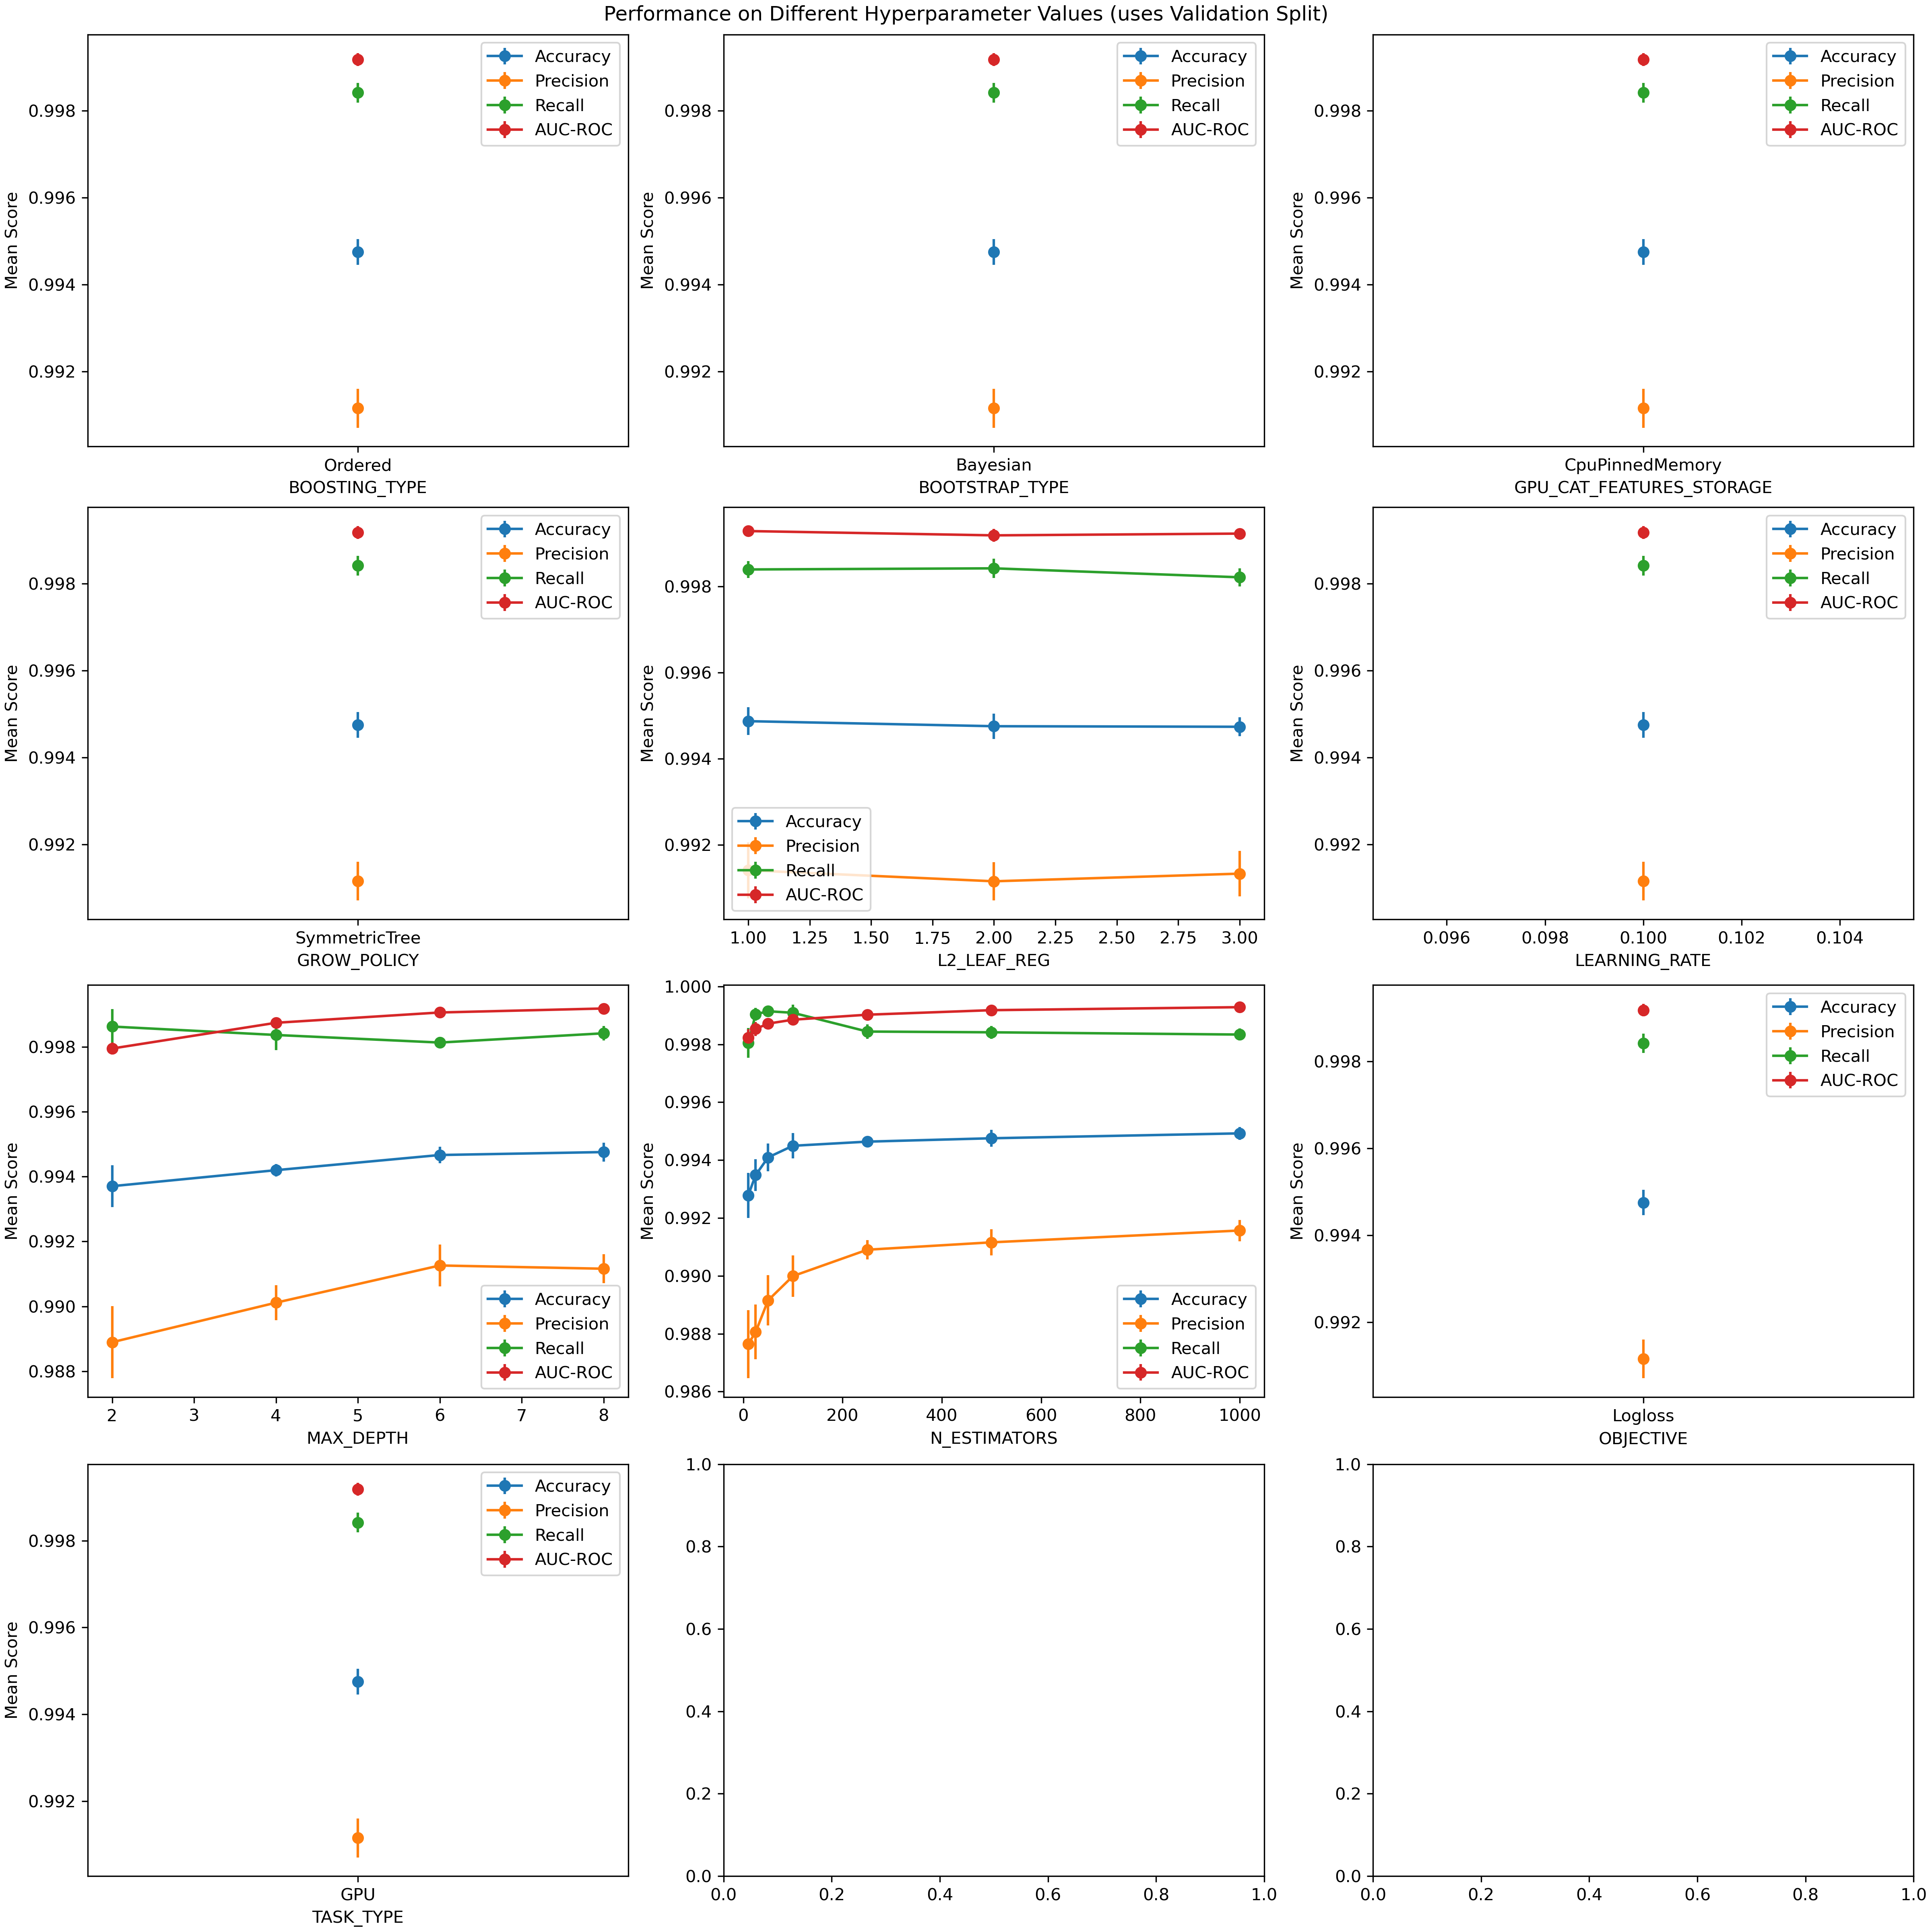 Performance on Different Hyperparameter Values (uses Validation Split)
Mean Score
0.998
0.996
0.994
0.992
Accuracy
Precision
Recall
AUC-ROC
Ordered
BOOSTING_TYPE
Mean Score
0.998
0.996
0.994
0.992
Accuracy
Precision
Recall
AUC-ROC
Bayesian
BOOTSTRAP_TYPE
Mean Score
0.998
0.996
0.994
0.992
Accuracy
Precision
Recall
AUC-ROC
CpuPinnedMemory
GPU_CAT_FEATURES_STORAGE
Mean Score
0.998
0.996
0.994
0.992
Accuracy
Precision
Recall
AUC-ROC
SymmetricTree
GROW_POLICY
Mean Score
0.998
0.996
0.994
0.992
Accuracy
Precision
Recall
AUC-ROC
1.00 1.25 1.50 1.75 2.00 2.25 2.50 2.75 3.00
L2_LEAF_REG
Mean Score
0.998
0.996
0.994
0.992
Accuracy
Precision
Recall
AUC-ROC
0.096 0.098 0.100 0.102 0.104
LEARNING_RATE
Mean Score
0.998
0.996
0.994
0.992
0.990
0.988
Accuracy
Precision
Recall
AUC-ROC
2 3 4 5 6 7 8
MAX_DEPTH
Mean Score
1.000
0.998
0.996
0.994
0.992
0.990
0.988
0.986
Accuracy
Precision
Recall
AUC-ROC
0 200 400 600 800 1000
N_ESTIMATORS
Mean Score
0.998
0.996
0.994
0.992
Accuracy
Precision
Recall
AUC-ROC
Logloss
OBJECTIVE
Mean Score
0.998
0.996
0.994
0.992
Accuracy
Precision
Recall
AUC-ROC
GPU
TASK_TYPE
1.0
0.8
0.6
0.4
0.2
0.0
0.0 0.2 0.4 0.6 0.8 1.0
1.0
0.8
0.6
0.4
0.2
0.0
0.0 0.2 0.4 0.6 0.8 1.0